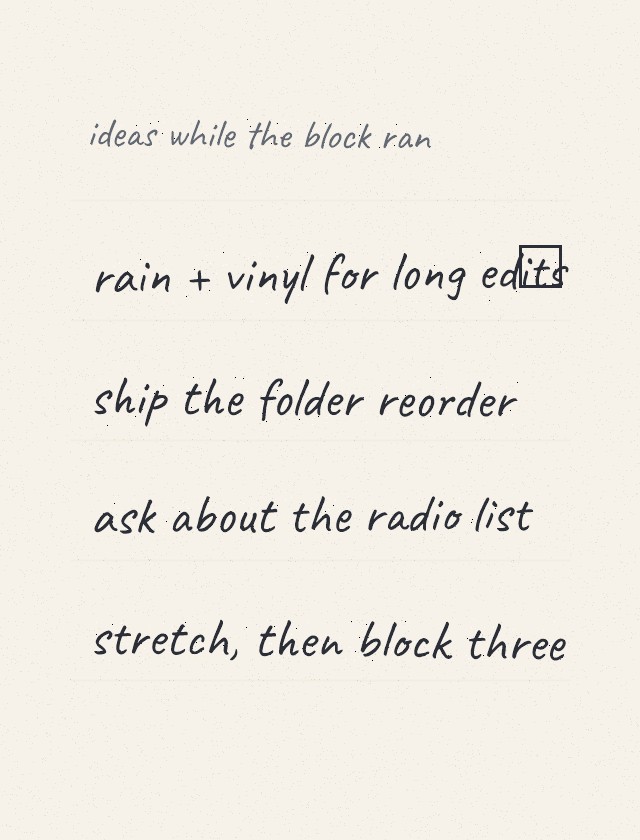 ideas while the block ran
rain + vinyl for long edits
ship the folder reorder
ask about the radio list
stretch, then block three